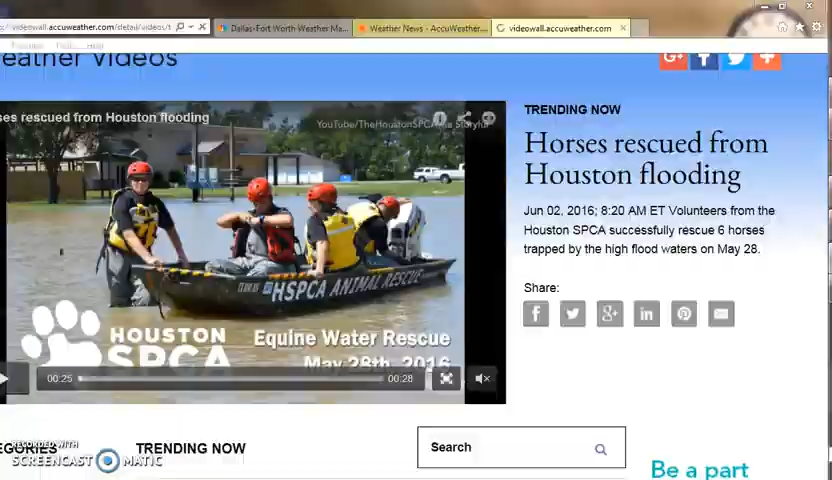 ://videowall.accuweather.com/detail/videos/t
Dallas-Fort Worth-Weather Ma...
Weather News - AccuWeather...
videowall.accuweather.com
eather Videos
ses rescued from Houston flooding
YouTube/TheHoustonSPCA via Storyful
HSPCA ANIMAL RESCUE
HOUSTON
SPCA
Equine Water Rescue
May 28th, 2016
00:25
00:28
TRENDING NOW
Horses rescued from
Houston flooding
Jun 02, 2016; 8:20 AM ET Volunteers from the
Houston SPCA successfully rescue 6 horses
trapped by the high flood waters on May 28.
Share:
EGORIES
TRENDING NOW
Search
Be a part
RECORDED WITH
SCREENCAST MATIC